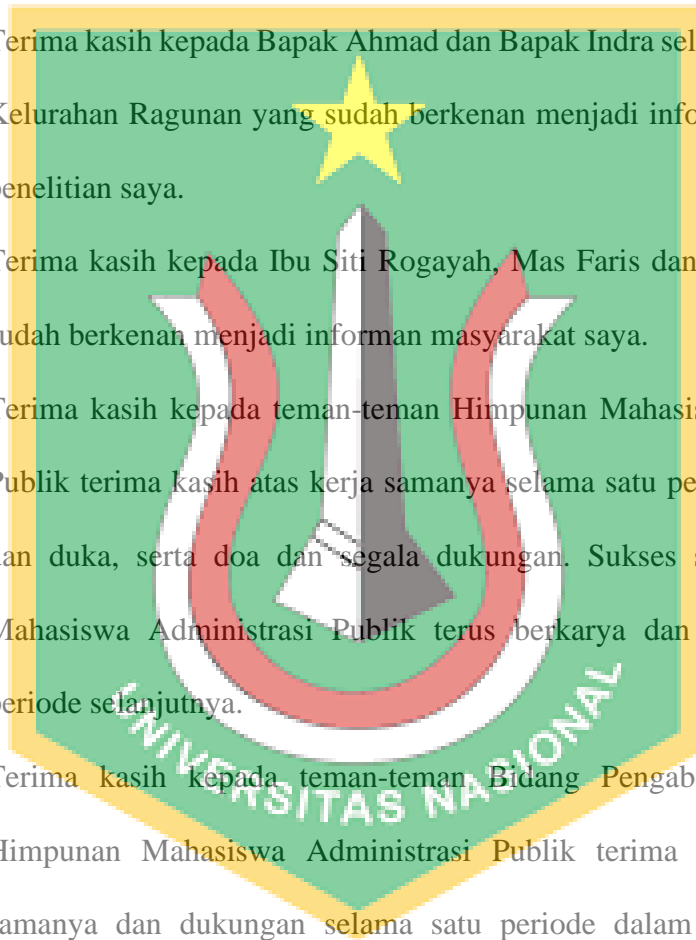 Terima kasih kepada Bapak Ahmad dan Bapak Indra sel
Kelurahan Ragunan yang sudah berkenan menjadi info
penelitian saya.
Terima kasih kepada Ibu Siti Rogayah, Mas Faris dan
sudah berkenan menjadi informan masyarakat saya.
Terima kasih kepada teman-teman Himpunan Mahasis
Publik terima kasih atas kerja samanya selama satu pe
dan duka, serta doa dan segala dukungan. Sukses s
Mahasiswa Administrasi Publik terus berkarya dan
periode selanjutnya.
Terima kasih kepada teman-teman Bidang Pengab
Himpunan Mahasiswa Administrasi Publik terima
samanya dan dukungan selama satu periode dalam
UNIVERSITAS NASIONAL